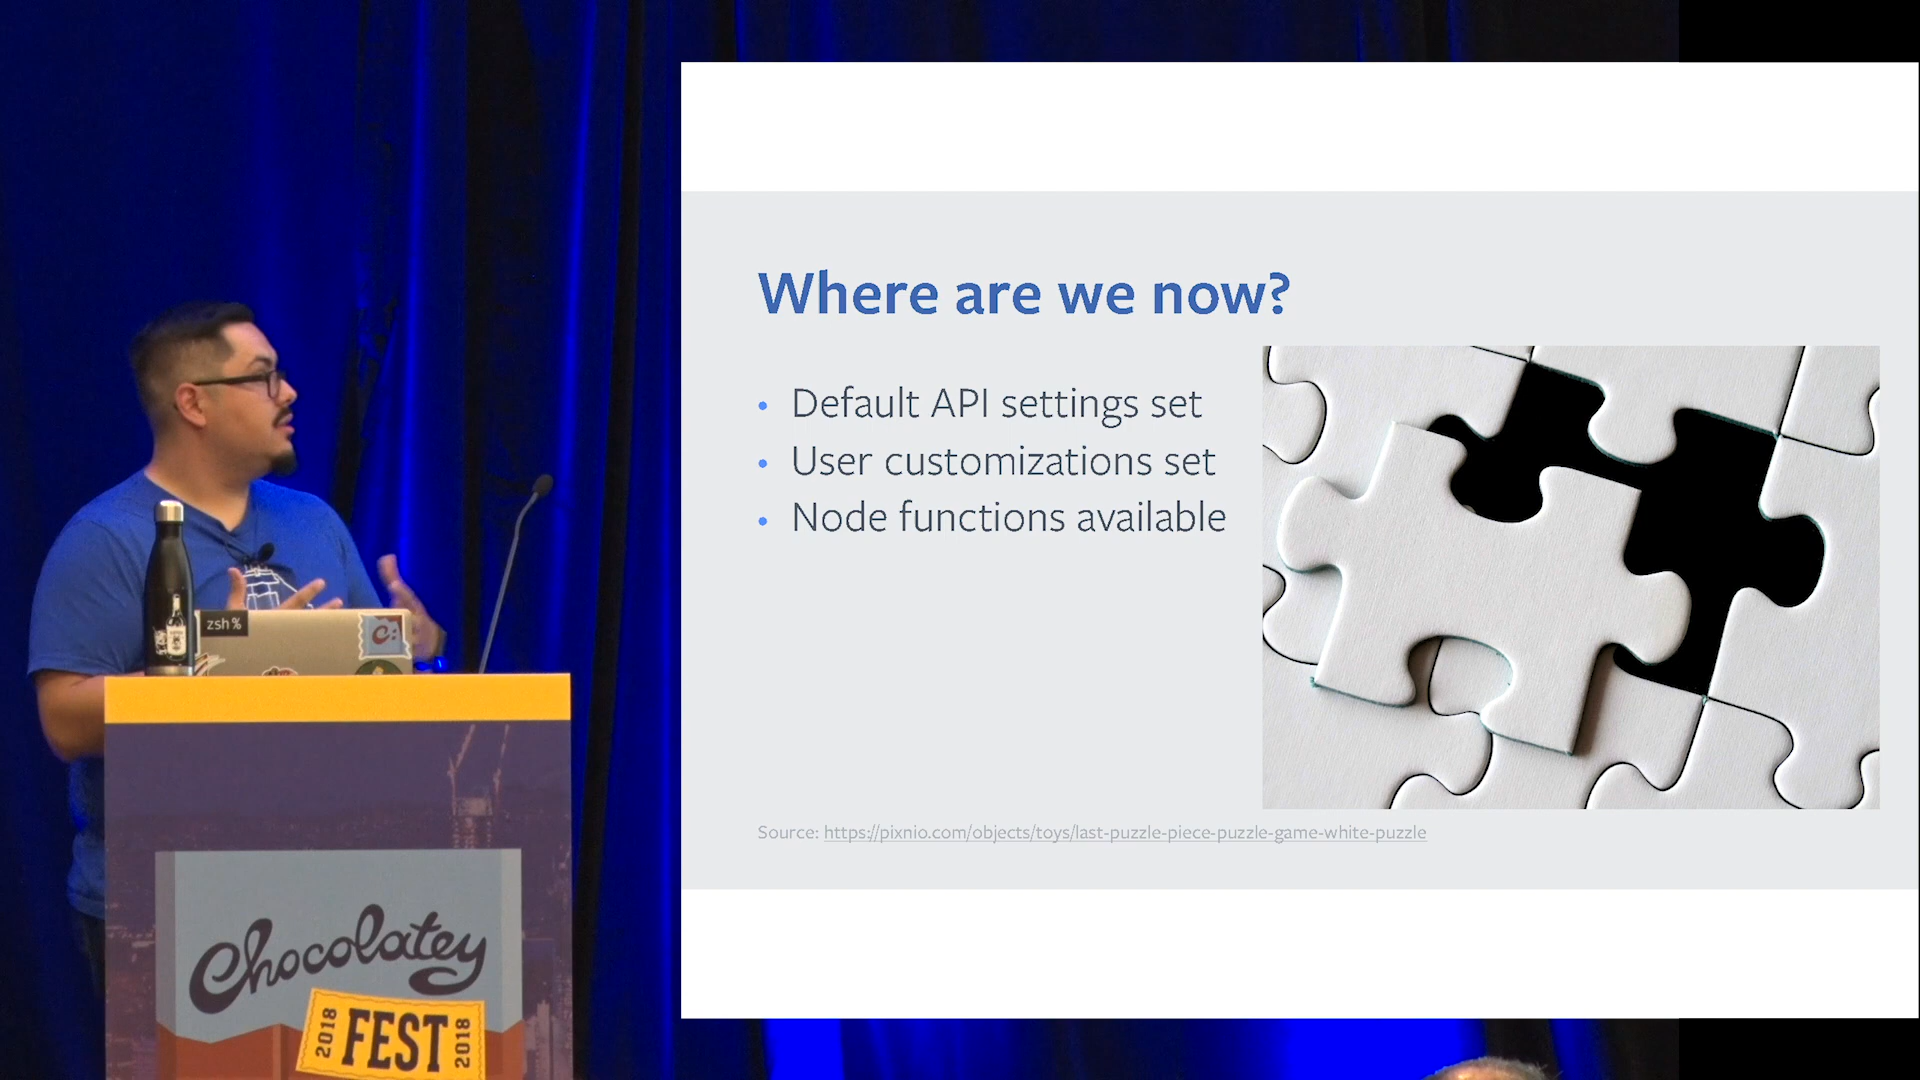 Where are we now?
• Default API settings set
• User customizations set
• Node functions available
Source: https://pixnio.com/objects/toys/last-puzzle-piece-puzzle-game-white-puzzle
zsh%
C:
Chocolatey
2018 FEST 2018